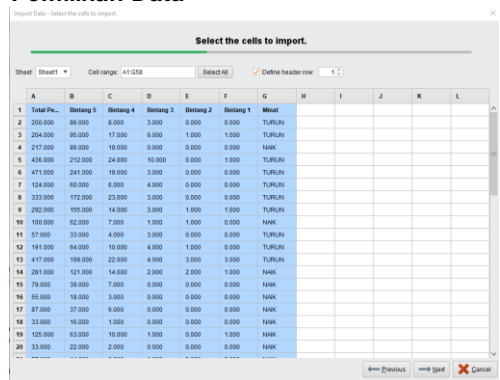 Import Data - Select the cells to import.
Select the cells to import.
Sheet: Sheet1 Cell range: A1:G58 Select All Define header row: 1
A B C D E F G H I J K L
1 Total Pe... Bintang 5 Bintang 4 Bintang 3 Bintang 2 Bintang 1 Minat
2 200.000 86.000 8.000 3.000 0.000 0.000 TURUN
3 204.000 95.000 17.000 6.000 1.000 1.000 TURUN
4 217.000 86.000 19.000 0.000 0.000 0.000 NAIK
5 436.000 212.000 24.000 10.000 0.000 1.000 TURUN
6 471.000 241.000 19.000 3.000 0.000 0.000 TURUN
7 124.000 60.000 6.000 4.000 0.000 0.000 TURUN
8 333.000 172.000 23.000 3.000 0.000 0.000 TURUN
9 292.000 155.000 14.000 3.000 1.000 1.000 TURUN
10 100.000 52.000 7.000 1.000 1.000 0.000 NAIK
11 57.000 33.000 4.000 3.000 0.000 0.000 TURUN
12 191.000 64.000 10.000 4.000 1.000 0.000 TURUN
13 417.000 199.000 22.000 4.000 3.000 3.000 TURUN
14 281.000 121.000 14.000 2.000 2.000 1.000 NAIK
15 79.000 39.000 7.000 0.000 0.000 0.000 NAIK
16 55.000 18.000 3.000 0.000 0.000 0.000 NAIK
17 87.000 37.000 6.000 0.000 0.000 0.000 NAIK
18 33.000 16.000 1.000 0.000 0.000 0.000 NAIK
19 125.000 63.000 10.000 1.000 0.000 1.000 NAIK
20 33.000 22.000 2.000 0.000 0.000 0.000 NAIK
Previous Next Cancel